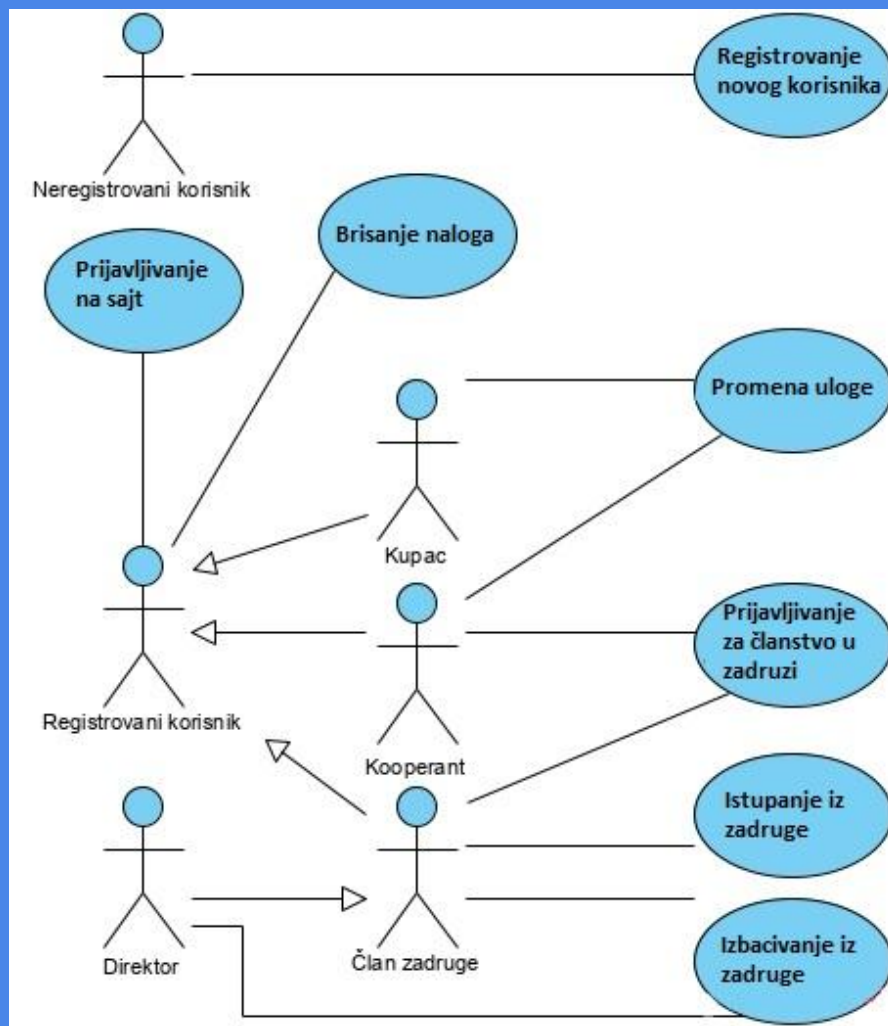 Registrovanje
novog korisnika
Neregistrovani korisnik
Brisanje naloga
Prijavljivanje
na sajt
Promena uloge
Kupac
Prijavljivanje
za članstvo u
zadruzi
Registrovani korisnik
Kooperant
Istupanje iz
zadruge
Izbacivanje iz
zadruge
Direktor
Član zadruge